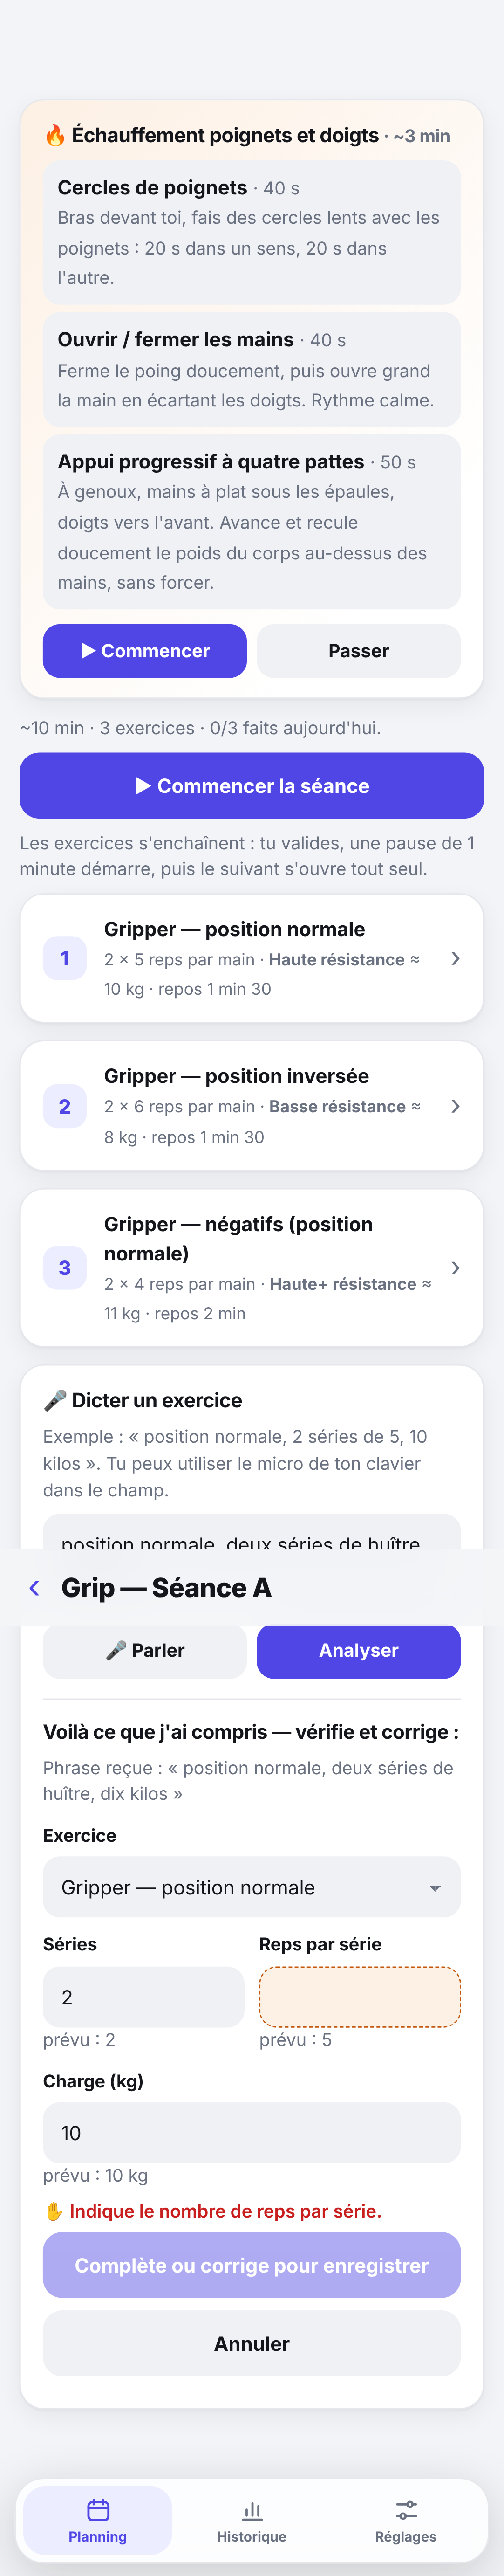 🔥 Échauffement poignets et doigts · ~3 min
Cercles de poignets · 40 s
Bras devant toi, fais des cercles lents avec les
poignets : 20 s dans un sens, 20 s dans
l'autre.
Ouvrir / fermer les mains · 40 s
Ferme le poing doucement, puis ouvre grand
la main en écartant les doigts. Rythme calme.
Appui progressif à quatre pattes · 50 s
À genoux, mains à plat sous les épaules,
doigts vers l'avant. Avance et recule
doucement le poids du corps au-dessus des
mains, sans forcer.
▶ Commencer
Passer
~10 min · 3 exercices · 0/3 faits aujourd'hui.
▶ Commencer la séance
Les exercices s'enchaînent : tu valides, une pause de 1
minute démarre, puis le suivant s'ouvre tout seul.
1
Gripper — position normale
2 × 5 reps par main · Haute résistance ≈
10 kg · repos 1 min 30
›
2
Gripper — position inversée
2 × 6 reps par main · Basse résistance ≈
8 kg · repos 1 min 30
›
3
Gripper — négatifs (position
normale)
2 × 4 reps par main · Haute+ résistance ≈
11 kg · repos 2 min
›
🎤 Dicter un exercice
Exemple : « position normale, 2 séries de 5, 10
kilos ». Tu peux utiliser le micro de ton clavier
dans le champ.
position normale, deux séries de huître
‹ Grip — Séance A
🎤 Parler
Analyser
Voilà ce que j'ai compris — vérifie et corrige :
Phrase reçue : « position normale, deux séries de
huître, dix kilos »
Exercice
Gripper — position normale
Séries
Reps par série
2
prévu : 2
prévu : 5
Charge (kg)
10
prévu : 10 kg
✋ Indique le nombre de reps par série.
Complète ou corrige pour enregistrer
Annuler
Planning
Historique
Réglages